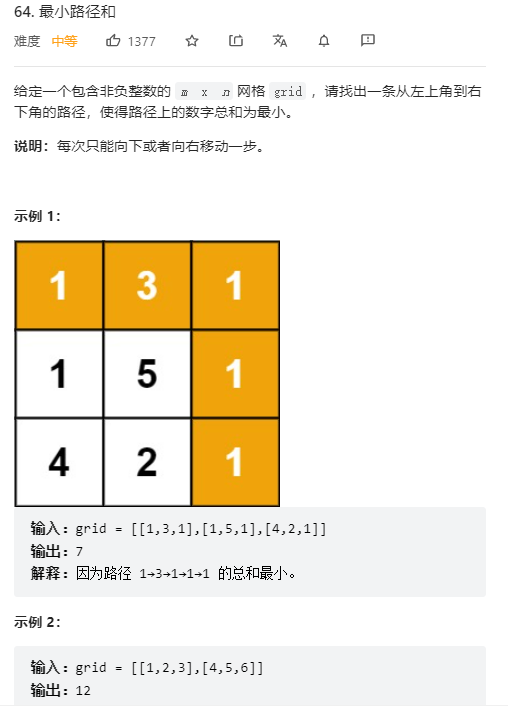 64. 最小路径和
难度 中等 1377
给定一个包含非负整数的 m x n 网格 grid ，请找出一条从左上角到右
下角的路径，使得路径上的数字总和为最小。
说明：每次只能向下或者向右移动一步。
示例 1：
1 3 1
1 5 1
4 2 1
输入：grid = [[1,3,1],[1,5,1],[4,2,1]]
输出：7
解释：因为路径 1→3→1→1→1 的总和最小。
示例 2：
输入：grid = [[1,2,3],[4,5,6]]
输出：12